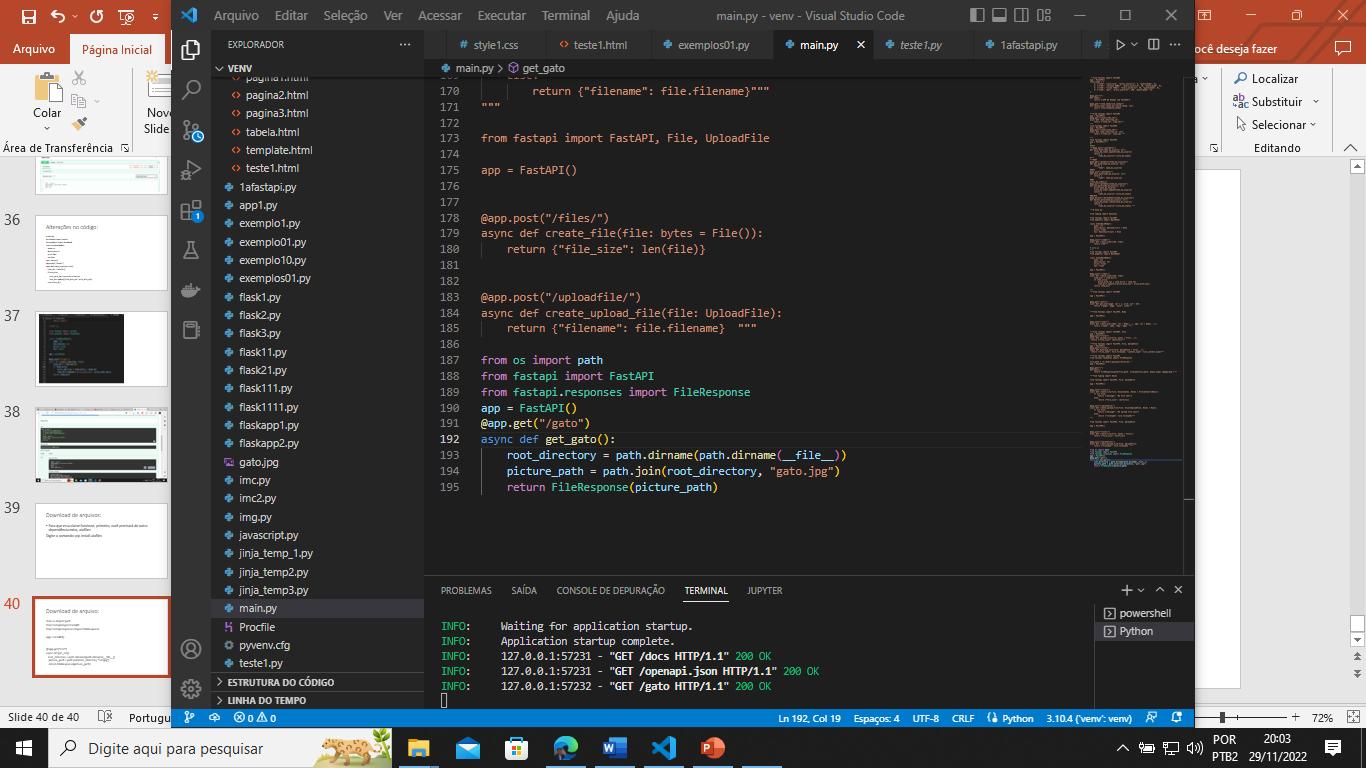 Arquivo Editar Seleção Ver Acessar Executar Terminal Ajuda main.py - venv - Visual Studio Code
Arquivo Página Inicial
ocê deseja fazer
Colar
Novo
Slide
Área de Transferência
Localizar
Substituir
Selecionar
Editando
36
Alterações no código:
37
38
39
Download de arquivos:
Digite o comando: pip install aiofiles
40
Download de arquivo:
Slide 40 de 40 Portugu
72%
EXPLORADOR
VENV
pagina1.html
pagina2.html
pagina3.html
tabela.html
template.html
teste1.html
1afastapi.py
app1.py
exemplo1.py
exemplo01.py
exemplo10.py
exemplos01.py
flask1.py
flask2.py
flask3.py
flask11.py
flask21.py
flask111.py
flask1111.py
flaskapp1.py
flaskapp2.py
gato.jpg
imc.py
imc2.py
img.py
javascript.py
jinja_temp_1.py
jinja_temp2.py
jinja_temp3.py
main.py
Procfile
pyvenv.cfg
teste1.py
ESTRUTURA DO CÓDIGO
LINHA DO TEMPO
style1.css teste1.html exemplos01.py main.py teste1.py 1afastapi.py
main.py > get_gato
170 return {"filename": file.filename}"""
171 """
172
173 from fastapi import FastAPI, File, UploadFile
174
175 app = FastAPI()
176
177
178 @app.post("/files/")
179 async def create_file(file: bytes = File()):
180 return {"file_size": len(file)}
181
182
183 @app.post("/uploadfile/")
184 async def create_upload_file(file: UploadFile):
185 return {"filename": file.filename} """
186
187 from os import path
188 from fastapi import FastAPI
189 from fastapi.responses import FileResponse
190 app = FastAPI()
191 @app.get("/gato")
192 async def get_gato():
193 root_directory = path.dirname(path.dirname(__file__))
194 picture_path = path.join(root_directory, "gato.jpg")
195 return FileResponse(picture_path)
PROBLEMAS SAÍDA CONSOLE DE DEPURAÇÃO TERMINAL JUPYTER
INFO: Waiting for application startup.
INFO: Application startup complete.
INFO: 127.0.0.1:57231 - "GET /docs HTTP/1.1" 200 OK
INFO: 127.0.0.1:57231 - "GET /openapi.json HTTP/1.1" 200 OK
INFO: 127.0.0.1:57232 - "GET /gato HTTP/1.1" 200 OK
powershell
Python
0 0 Ln 192, Col 19 Espaços: 4 UTF-8 CRLF Python 3.10.4 ('venv': venv)
Digite aqui para pesquisar
POR
PTB2
20:03
29/11/2022